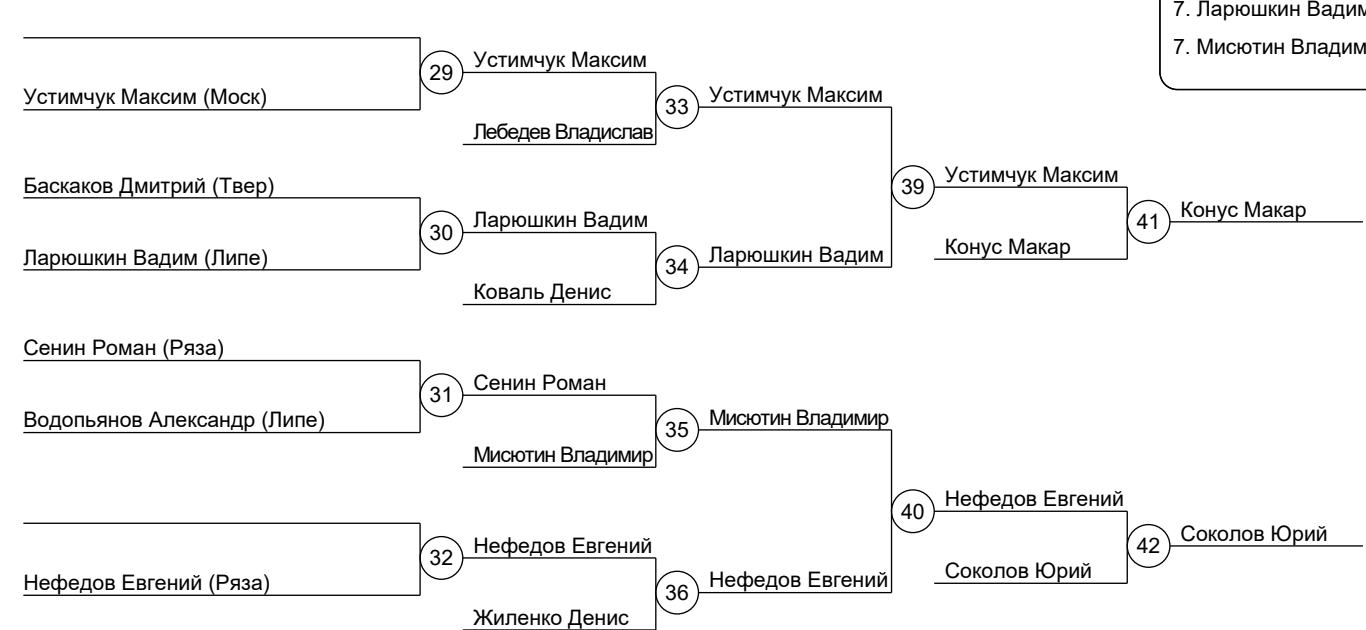 7. Ларюшкин Вадим
7. Мисютин Владим
Устимчук Максим (Моск)
29
Устимчук Максим
Лебедев Владислав
33
Устимчук Максим
Баскаков Дмитрий (Твер)
Ларюшкин Вадим (Липе)
30
Ларюшкин Вадим
Коваль Денис
34
Ларюшкин Вадим
39
Устимчук Максим
Конус Макар
41
Конус Макар
Сенин Роман (Ряза)
Водопьянов Александр (Липе)
31
Сенин Роман
Мисютин Владимир
35
Мисютин Владимир
Нефедов Евгений (Ряза)
32
Нефедов Евгений
Жиленко Денис
36
Нефедов Евгений
40
Нефедов Евгений
Соколов Юрий
42
Соколов Юрий